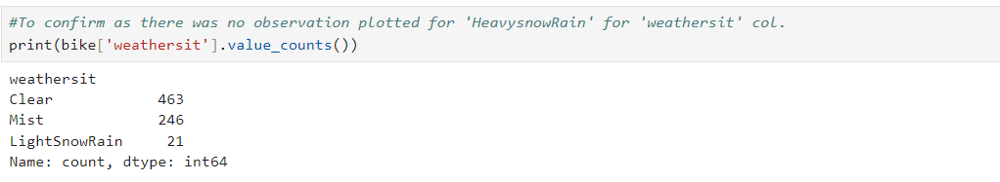 #To confirm as there was no observation plotted for 'HeavysnowRain' for 'weathersit' col.
print(bike['weathersit'].value_counts())
weathersit
Clear 463
Mist 246
LightSnowRain 21
Name: count, dtype: int64